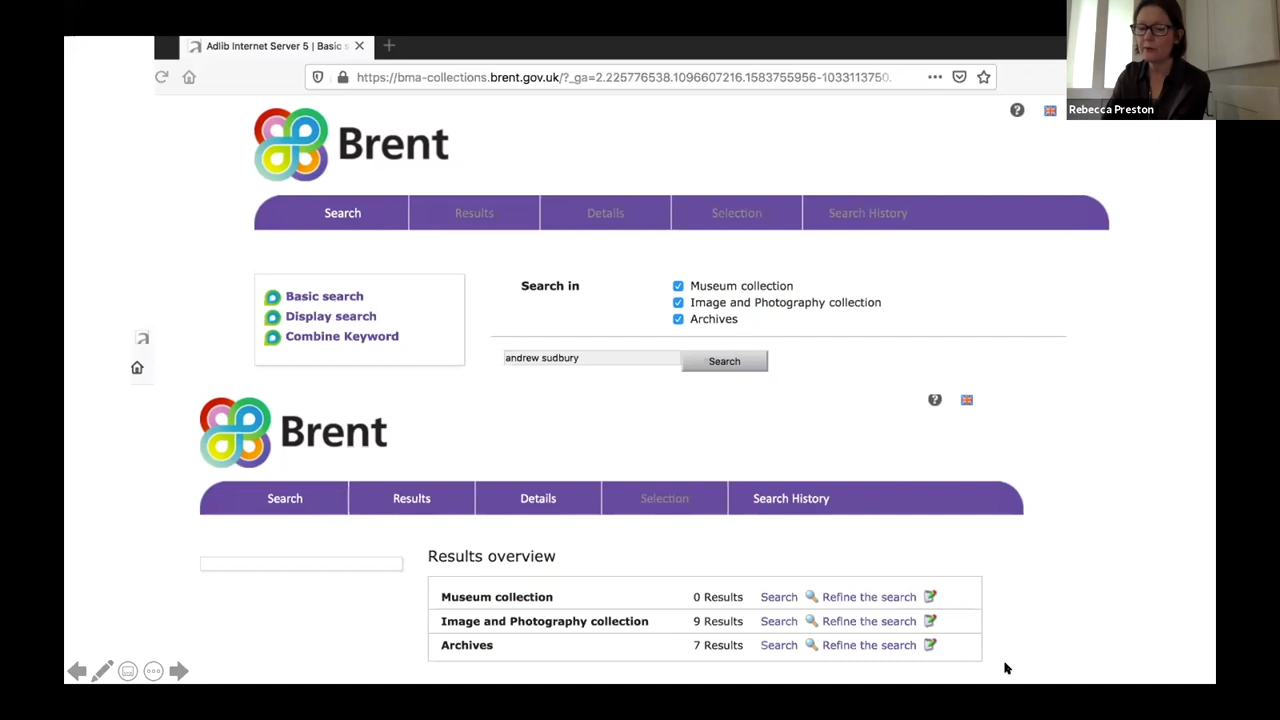 Adlib Internet Server 5 | Basic s
https://bma-collections.brent.gov.uk/?_ga=2.225776538.1096607216.1583755956-1033113750.
Rebecca Preston
Brent
Search Results Details Selection Search History
Basic search
Display search
Combine Keyword
Search in
Museum collection
Image and Photography collection
Archives
andrew sudbury Search
Brent
Search Results Details Selection Search History
Results overview
Museum collection 0 Results Search Refine the search
Image and Photography collection 9 Results Search Refine the search
Archives 7 Results Search Refine the search